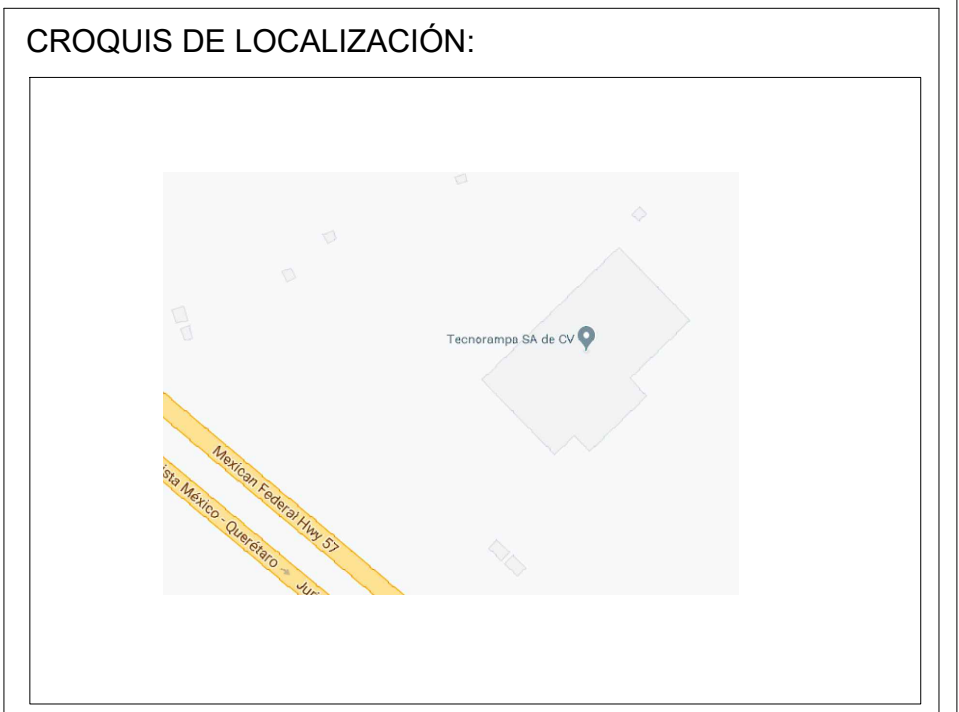 CROQUIS DE LOCALIZACIÓN:
Tecnorampa SA de CV
Mexican Federal Hwy 57
ista México - Querétaro